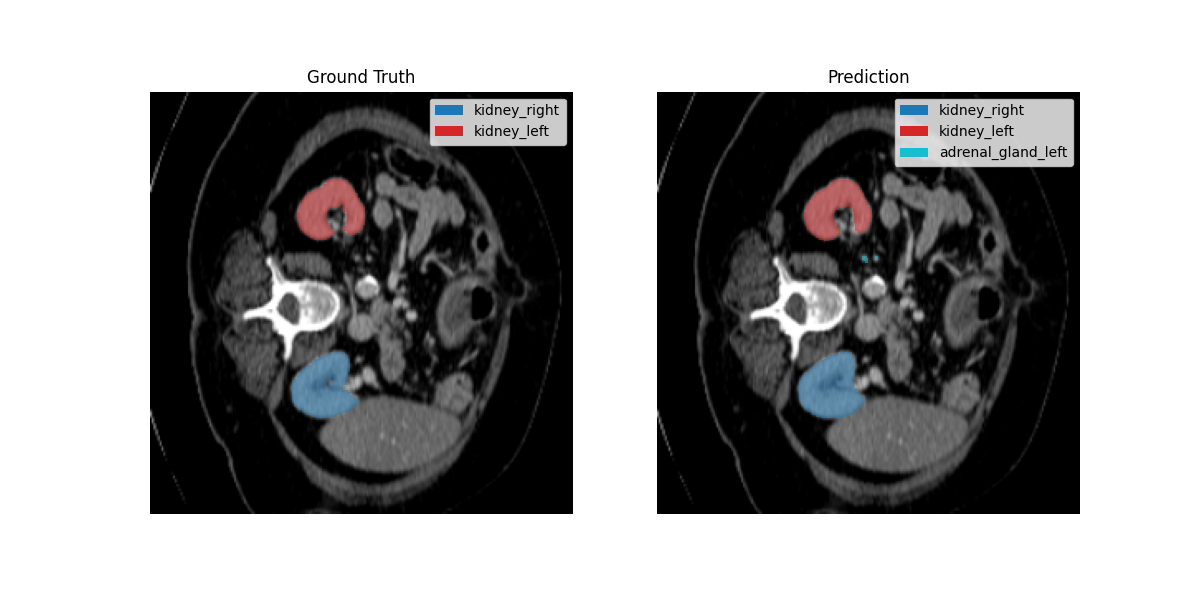 Ground Truth
kidney_right
kidney_left
Prediction
kidney_right
kidney_left
adrenal_gland_left